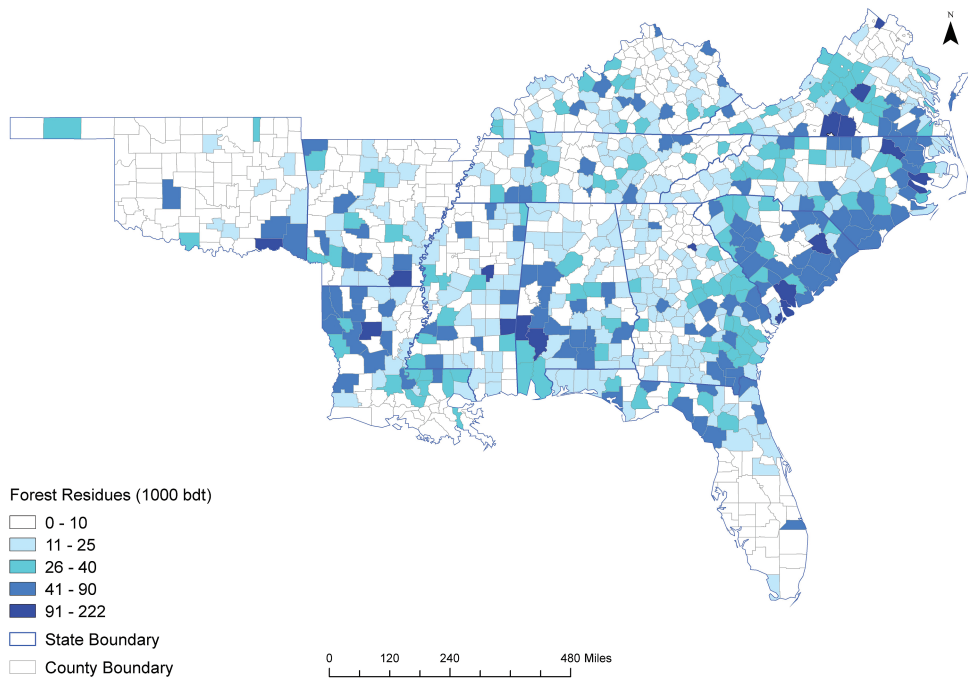 N
Forest Residues (1000 bdt)
0 - 10
11 - 25
26 - 40
41 - 90
91 - 222
State Boundary
County Boundary
0 120 240 480 Miles